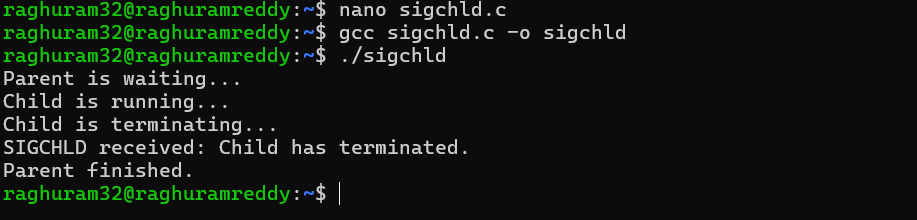 raghuram32@raghuramreddy:~$ nano sigchld.c
raghuram32@raghuramreddy:~$ gcc sigchld.c -o sigchld
raghuram32@raghuramreddy:~$ ./sigchld
Parent is waiting...
Child is running...
Child is terminating...
SIGCHLD received: Child has terminated.
Parent finished.
raghuram32@raghuramreddy:~$